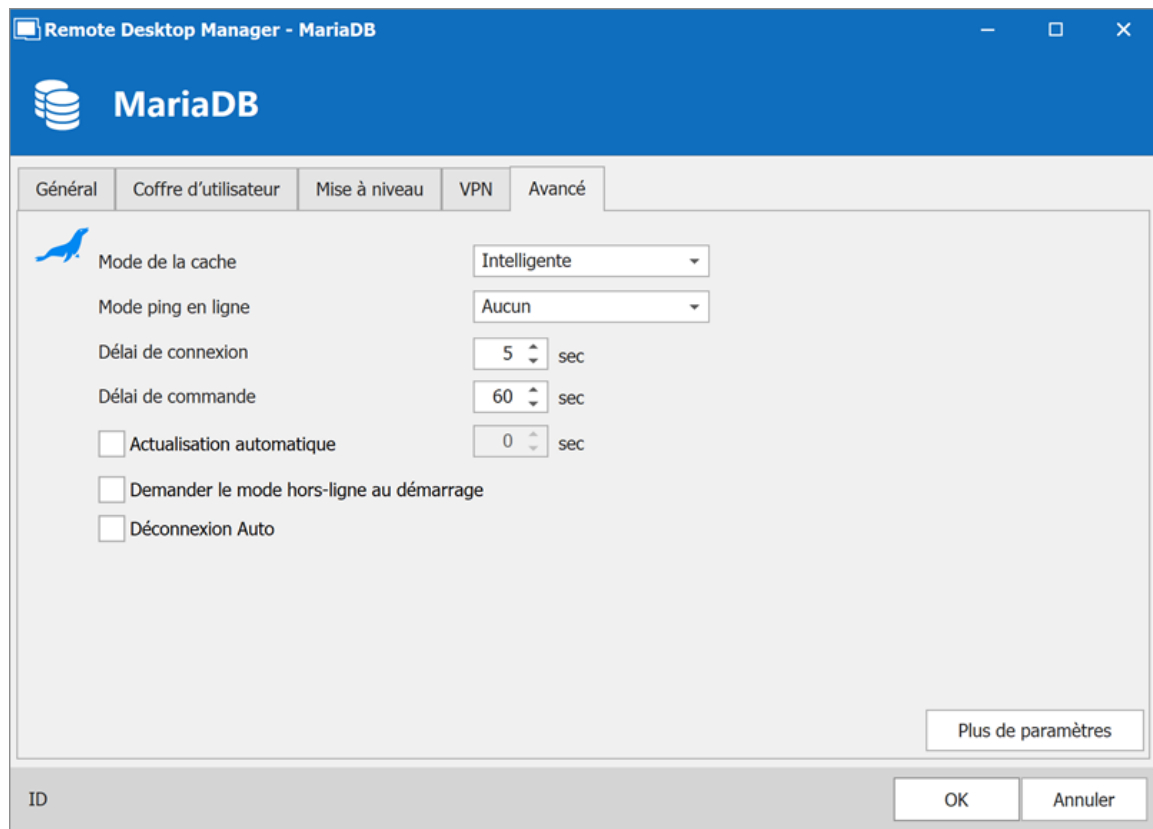 Remote Desktop Manager - MariaDB
MariaDB
Général Coffre d'utilisateur Mise à niveau VPN Avancé
Mode de la cache Intelligente
Mode ping en ligne Aucun
Délai de connexion 5 sec
Délai de commande 60 sec
Actualisation automatique 0 sec
Demander le mode hors-ligne au démarrage
Déconnexion Auto
Plus de paramètres
ID OK Annuler